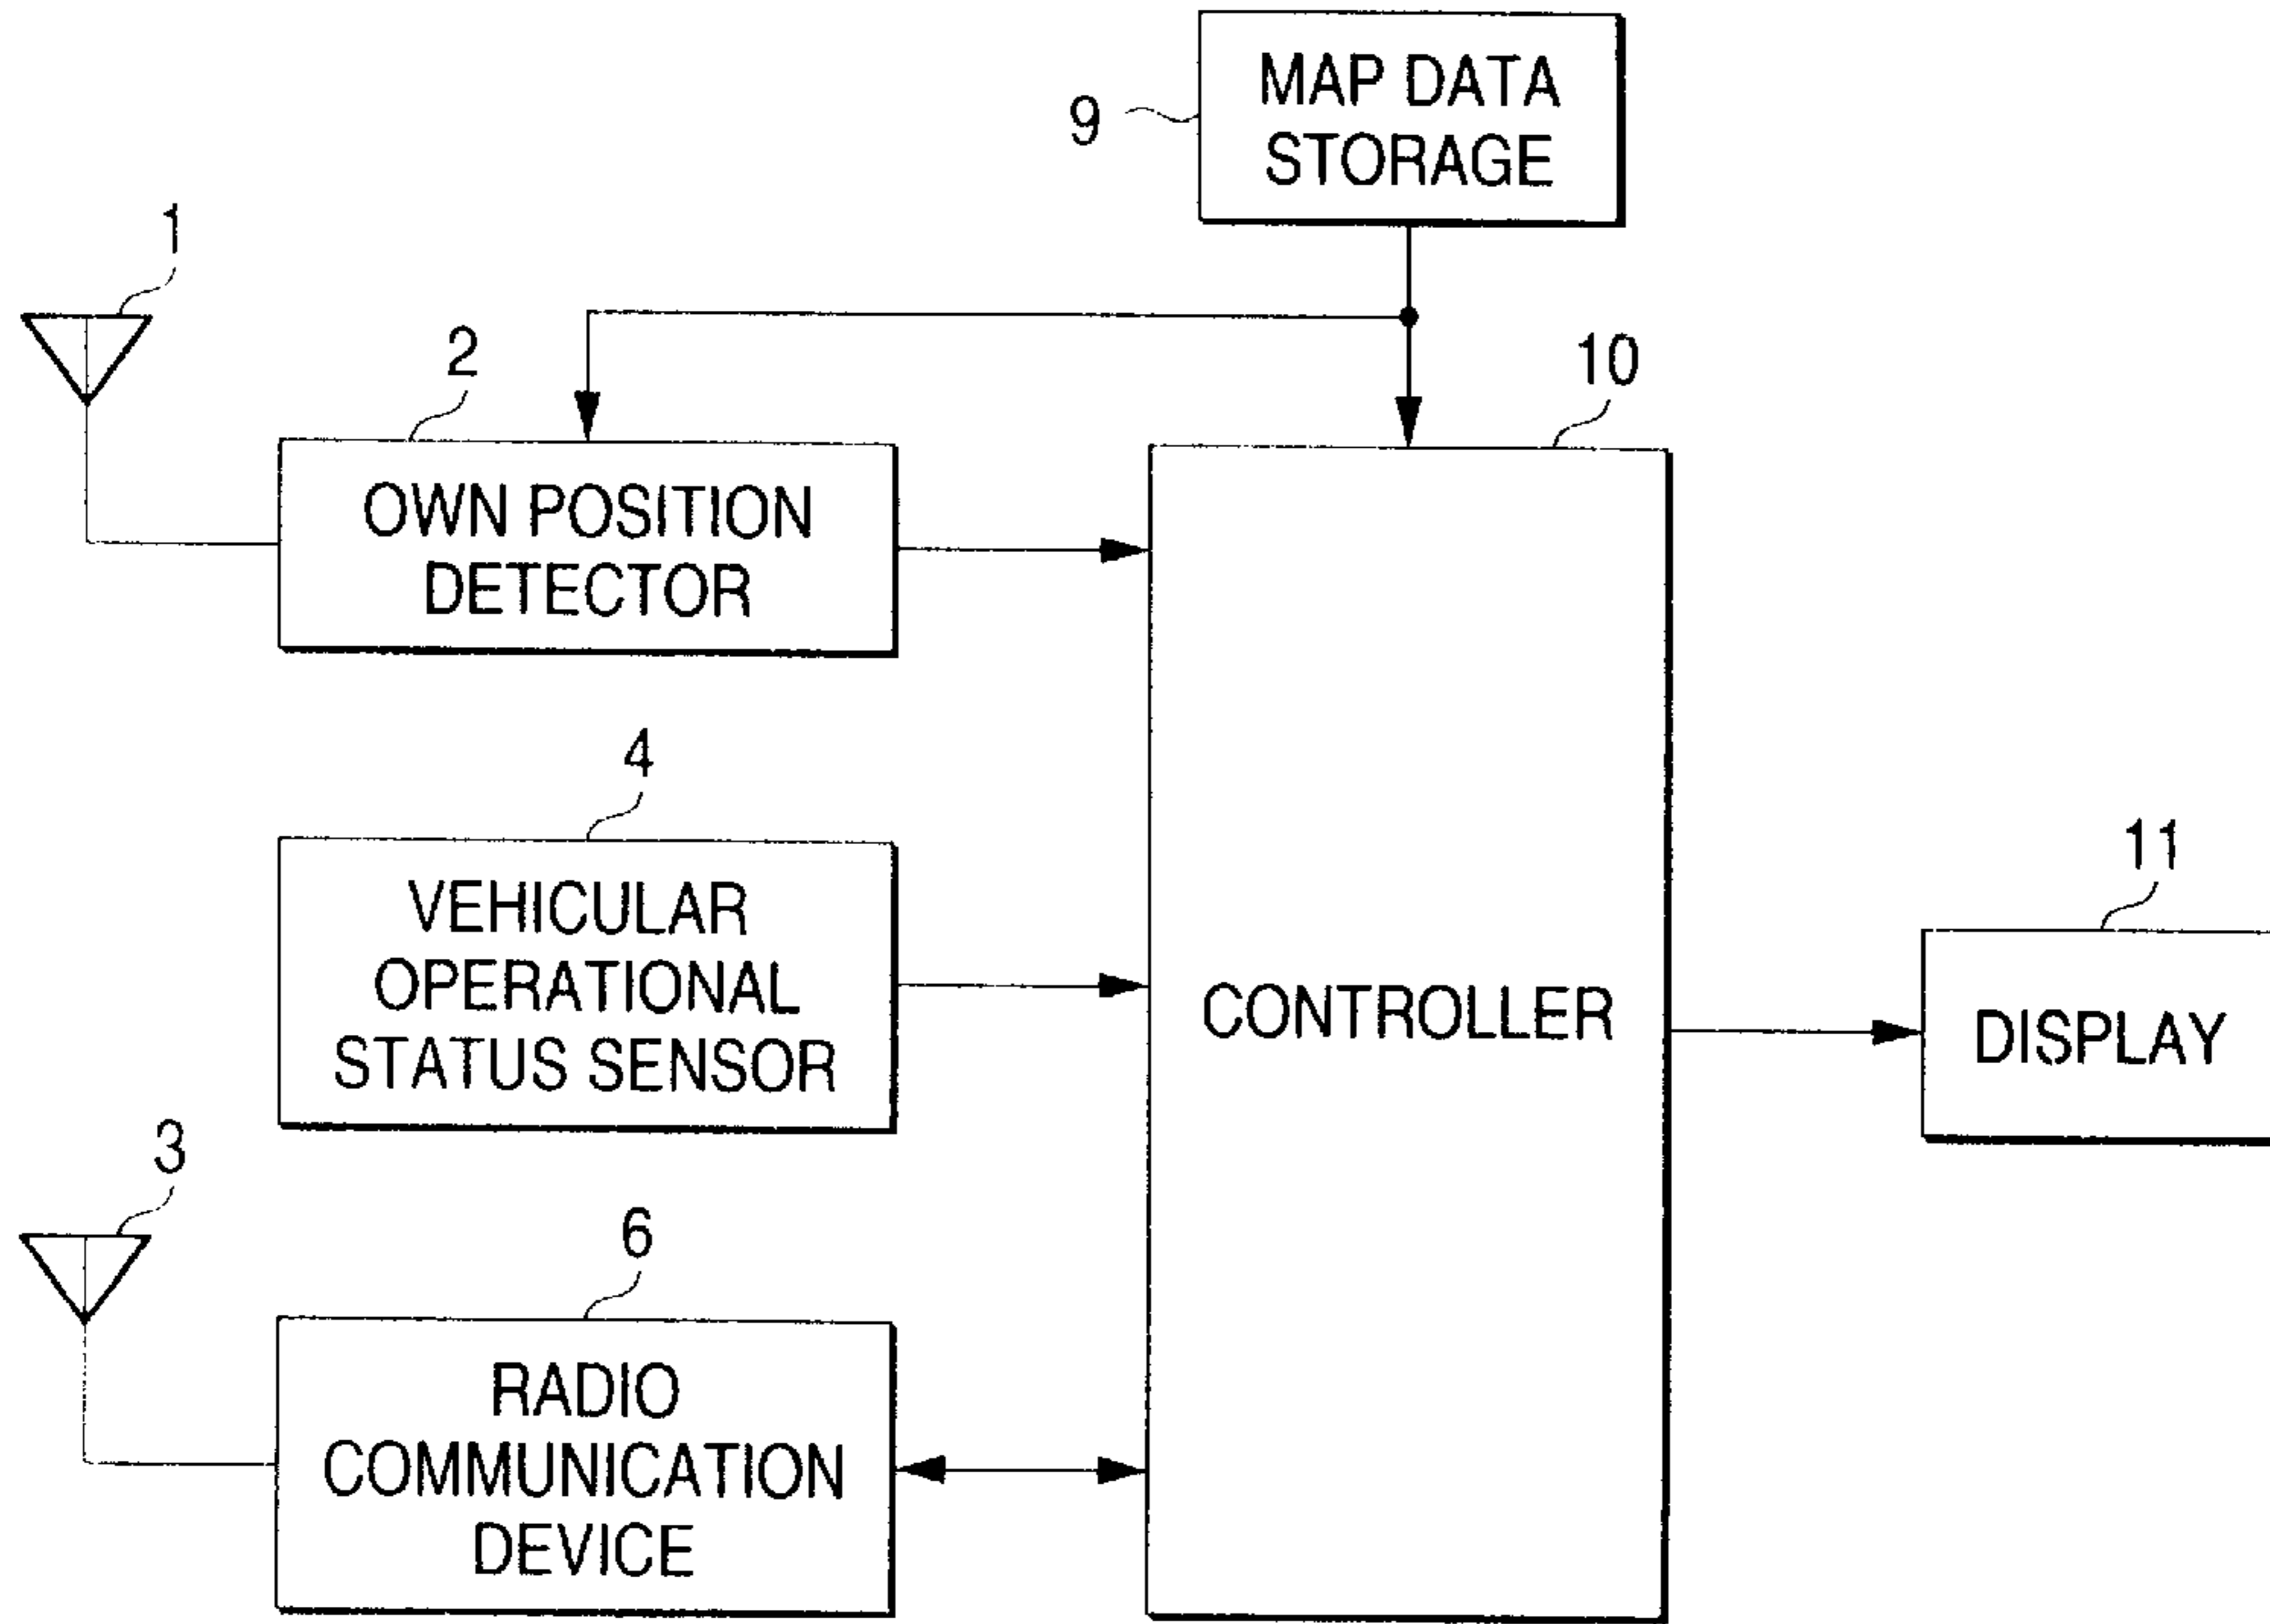 MAP DATA
STORAGE
9
1
2
10
OWN POSITION
DETECTOR
4
VEHICULAR
OPERATIONAL
STATUS SENSOR
CONTROLLER
11
DISPLAY
3
6
RADIO
COMMUNICATION
DEVICE